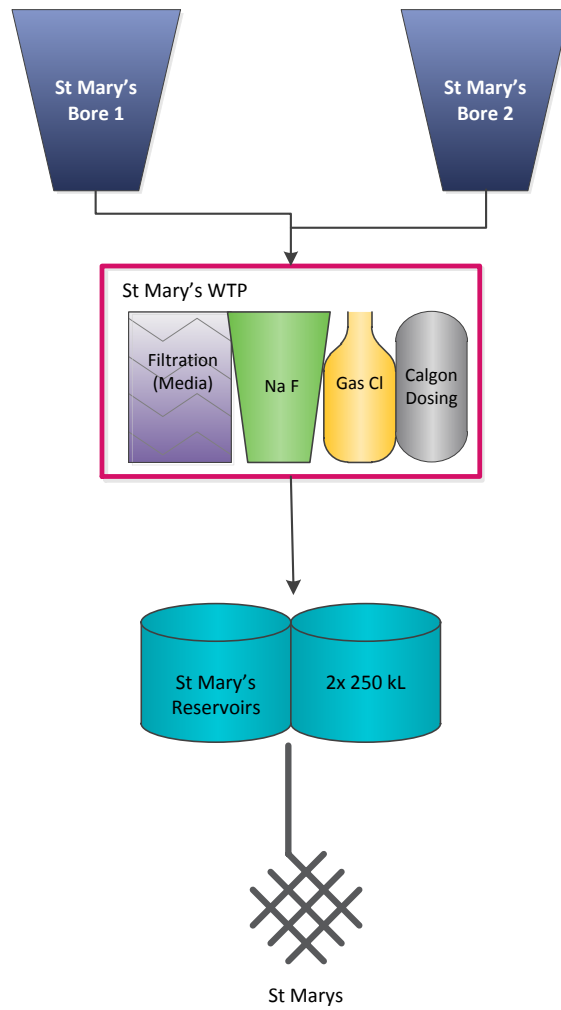 St Mary’s
Bore 1
St Mary’s
Bore 2
St Mary’s WTP
Filtration
(Media)
Na F
Gas Cl
Calgon
Dosing
St Mary’s
Reservoirs
2x 250 kL
St Marys